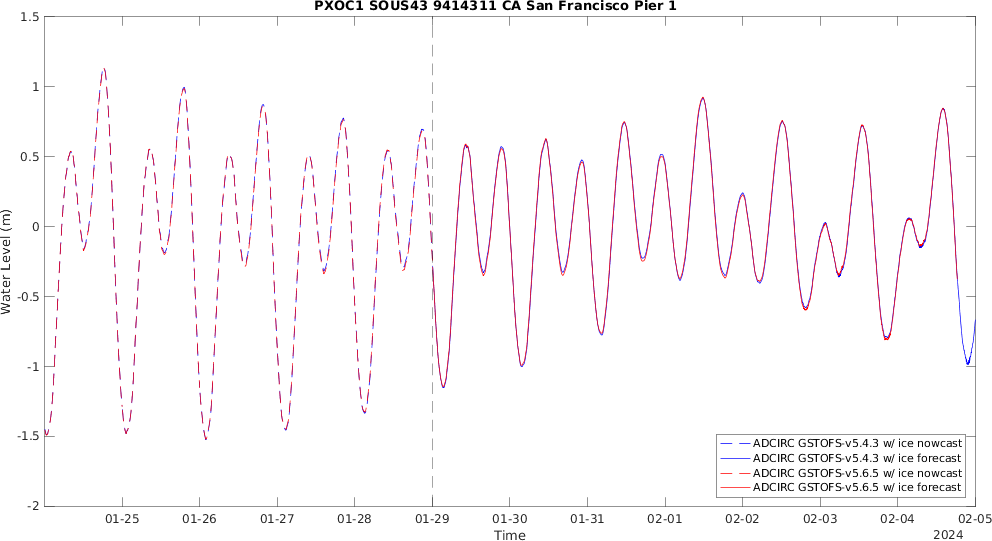 PXOC1 SOUS43 9414311 CA San Francisco Pier 1
1.5
1
0.5
0
-0.5
-1
-1.5
-2
Water Level (m)
01-25 01-26 01-27 01-28 01-29 01-30 01-31 02-01 02-02 02-03 02-04 02-05
Time
2024
ADCIRC GSTOFS-v5.4.3 w/ ice nowcast
ADCIRC GSTOFS-v5.4.3 w/ ice forecast
ADCIRC GSTOFS-v5.6.5 w/ ice nowcast
ADCIRC GSTOFS-v5.6.5 w/ ice forecast